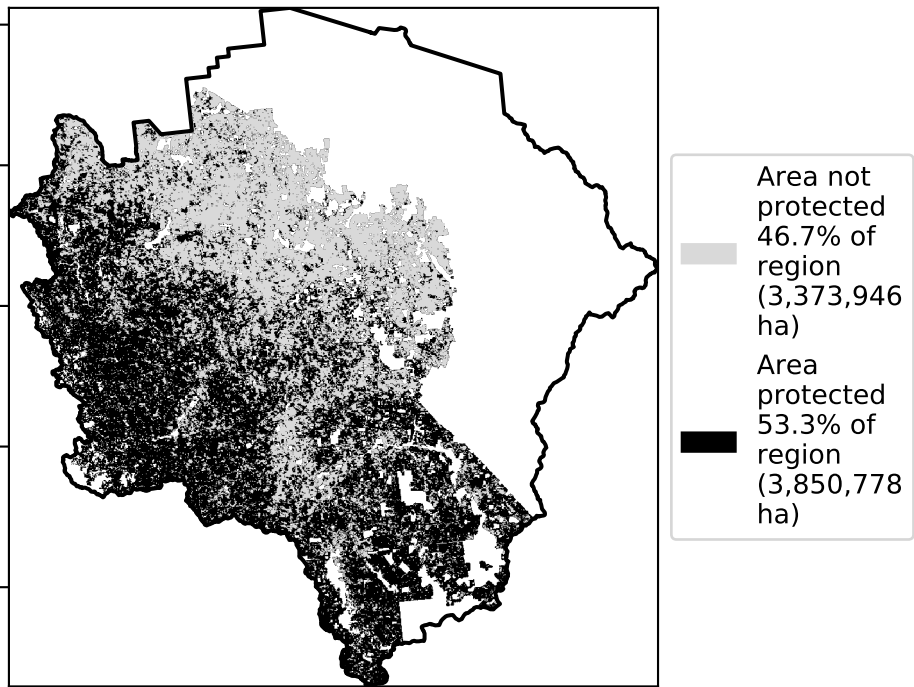 Area not
protected
46.7% of
region
(3,373,946
ha)
Area
protected
53.3% of
region
(3,850,778
ha)